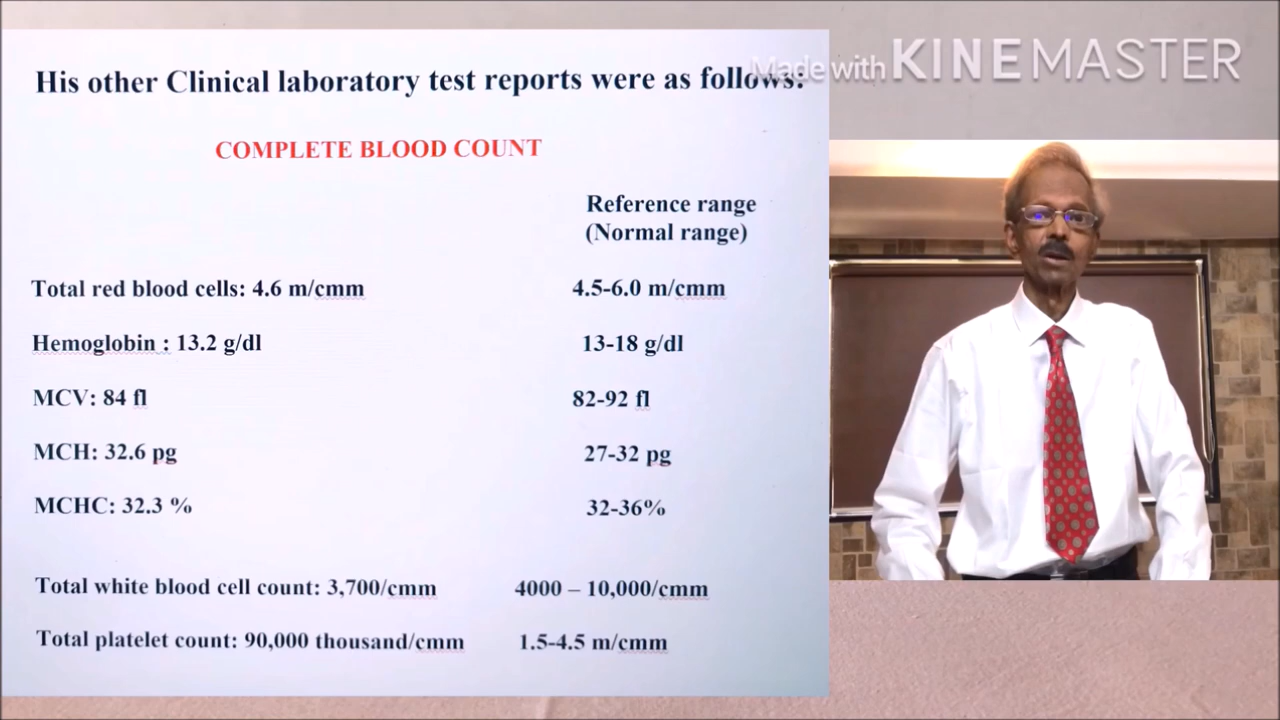 Made with KINEMASTER
His other Clinical laboratory test reports were as follows:
COMPLETE BLOOD COUNT
Reference range
(Normal range)
Total red blood cells: 4.6 m/cmm 4.5-6.0 m/cmm
Hemoglobin : 13.2 g/dl 13-18 g/dl
MCV: 84 fl 82-92 fl
MCH: 32.6 pg 27-32 pg
MCHC: 32.3 % 32-36%
Total white blood cell count: 3,700/cmm 4000 – 10,000/cmm
Total platelet count: 90,000 thousand/cmm 1.5-4.5 m/cmm